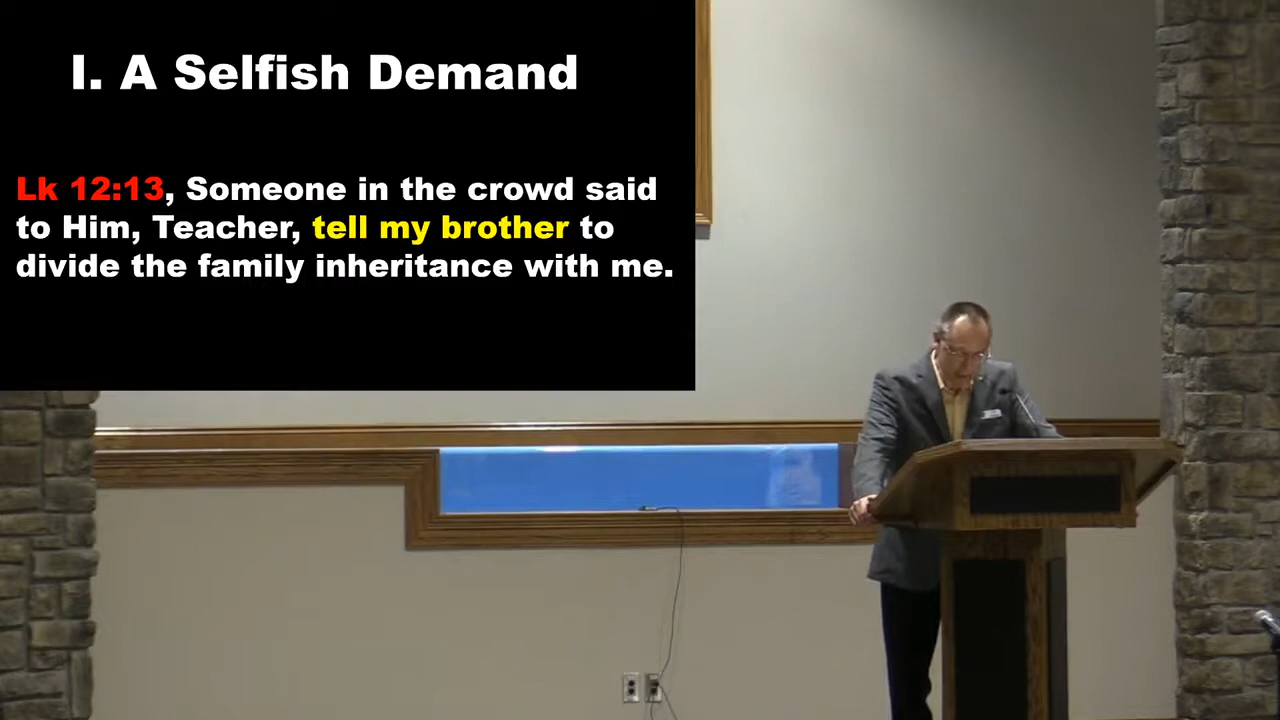 I. A Selfish Demand
Lk 12:13, Someone in the crowd said
to Him, Teacher, tell my brother to
divide the family inheritance with me.